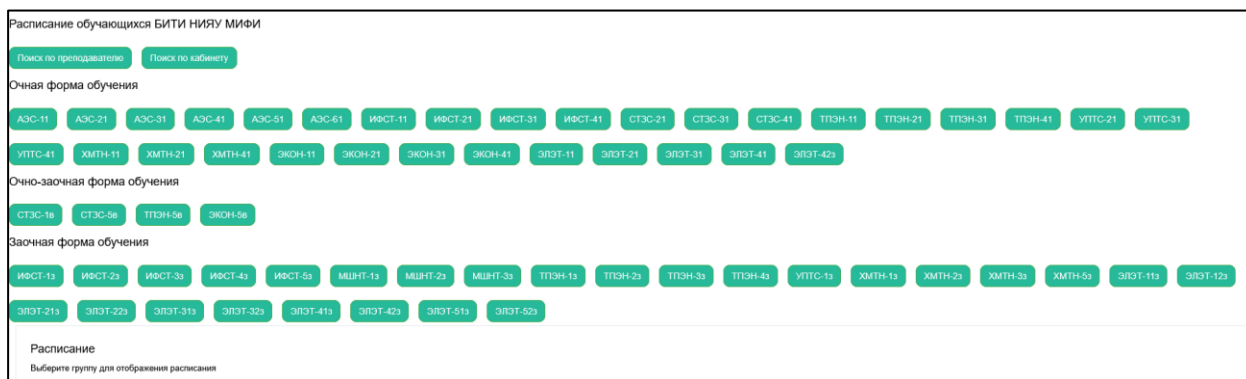 Расписание обучающихся БИТИ НИЯУ МИФИ
Поиск по преподавателю Поиск по кабинету
Очная форма обучения
АЭС-11 АЭС-21 АЭС-31 АЭС-41 АЭС-51 АЭС-61 ИФСТ-11 ИФСТ-21 ИФСТ-31 ИФСТ-41 СТЗС-21 СТЗС-31 СТЗС-41 ТПЭН-11 ТПЭН-21 ТПЭН-31 ТПЭН-41 УПТС-21 УПТС-31
УПТС-41 ХМТН-11 ХМТН-21 ХМТН-41 ЭКОН-11 ЭКОН-21 ЭКОН-31 ЭКОН-41 ЭЛЭТ-11 ЭЛЭТ-21 ЭЛЭТ-31 ЭЛЭТ-41 ЭЛЭТ-42з
Очно-заочная форма обучения
СТЗС-1в СТЗС-5в ТПЭН-5в ЭКОН-5в
Заочная форма обучения
ИФСТ-1з ИФСТ-2з ИФСТ-3з ИФСТ-4з ИФСТ-5з МШНТ-1з МШНТ-2з МШНТ-3з ТПЭН-1з ТПЭН-2з ТПЭН-3з ТПЭН-4з УПТС-1з ХМТН-1з ХМТН-2з ХМТН-3з ХМТН-5з ЭЛЭТ-11з ЭЛЭТ-12з
ЭЛЭТ-21з ЭЛЭТ-22з ЭЛЭТ-31з ЭЛЭТ-32з ЭЛЭТ-41з ЭЛЭТ-42з ЭЛЭТ-51з ЭЛЭТ-52з
Расписание
Выберите группу для отображения расписания